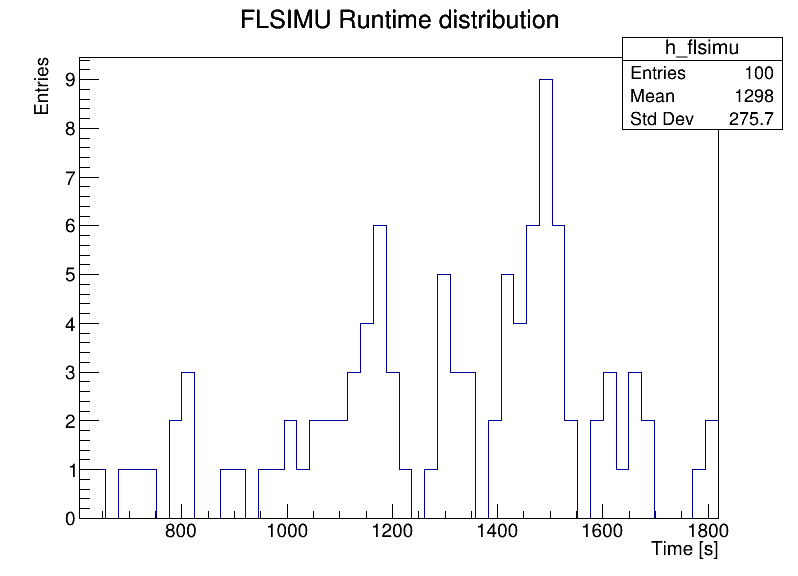 FLSIMU Runtime distribution
h_flsimu
Entries 100
Mean 1298
Std Dev 275.7
Entries
9
8
7
6
5
4
3
2
1
0
800 1000 1200 1400 1600 1800
Time [s]